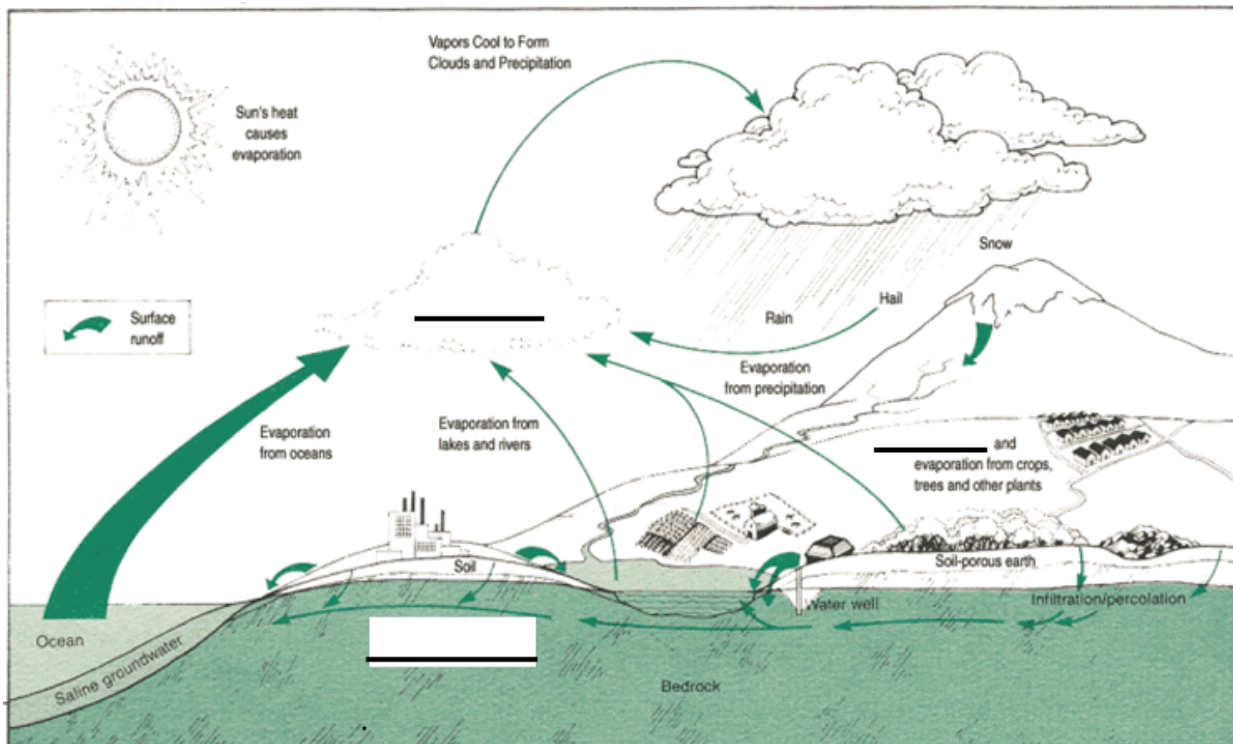 Vapors Cool to Form
Clouds and Precipitation
Sun's heat
causes
evaporation
Snow
Hail
Rain
Surface
runoff
Evaporation
from precipitation
Evaporation
from oceans
Evaporation from
lakes and rivers
and
evaporation from crops,
trees and other plants
Soil
Soil-porous earth
Water well
Infiltration/percolation
Ocean
Saline groundwater
Bedrock